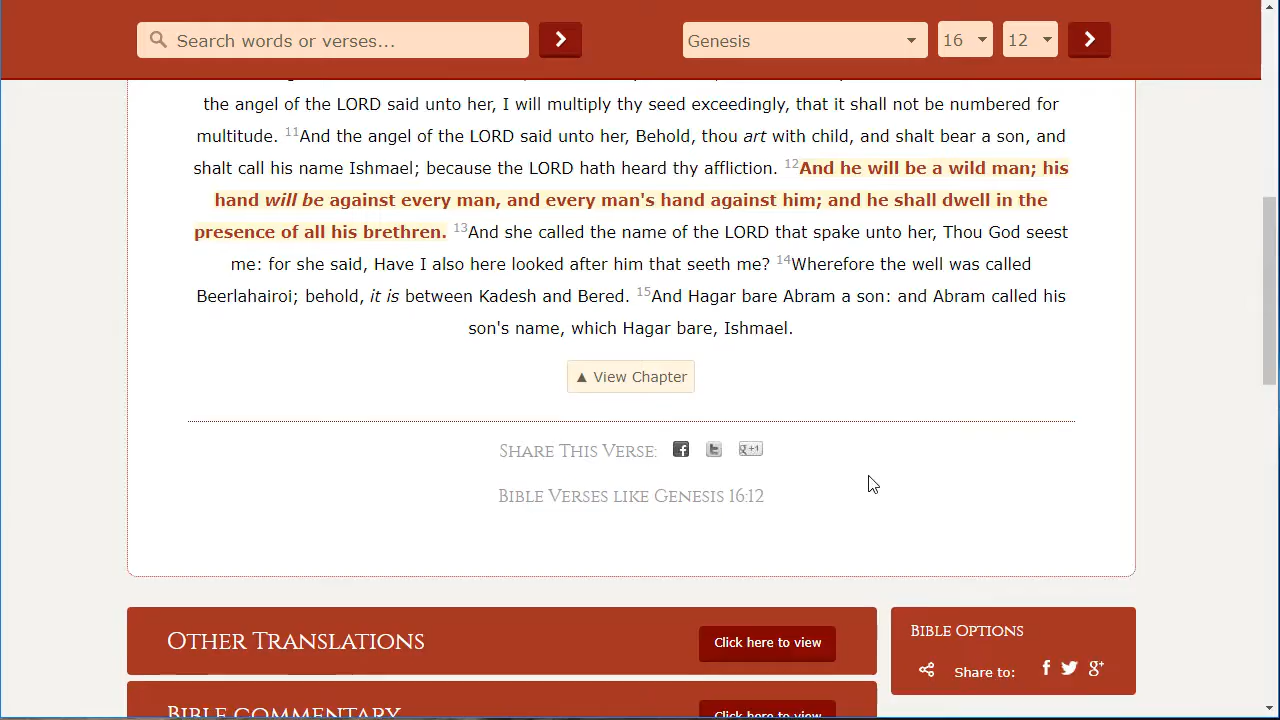 Search words or verses...
Genesis
16
12
the angel of the LORD said unto her, I will multiply thy seed exceedingly, that it shall not be numbered for
multitude. 11And the angel of the LORD said unto her, Behold, thou art with child, and shalt bear a son, and
shalt call his name Ishmael; because the LORD hath heard thy affliction. 12And he will be a wild man; his
hand will be against every man, and every man's hand against him; and he shall dwell in the
presence of all his brethren. 13And she called the name of the LORD that spake unto her, Thou God seest
me: for she said, Have I also here looked after him that seeth me? 14Wherefore the well was called
Beerlahairoi; behold, it is between Kadesh and Bered. 15And Hagar bare Abram a son: and Abram called his
son's name, which Hagar bare, Ishmael.
▲ View Chapter
Share This Verse:
g+1
Bible Verses like Genesis 16:12
Other Translations
Click here to view
Bible Options
Share to:
Bible Commentary
Click here to view